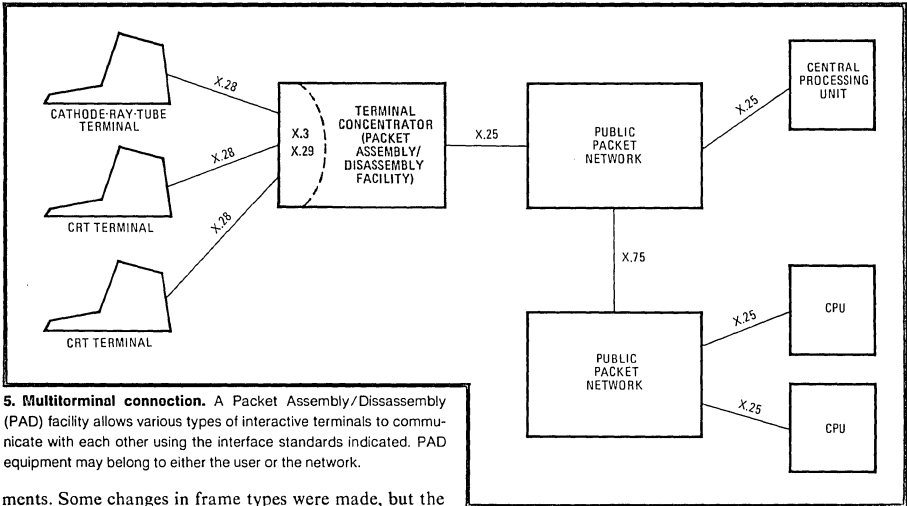 X.28
CATHODE-RAY-TUBE
TERMINAL
X.28
CRT TERMINAL
X.28
CRT TERMINAL
X.3
X.29
TERMINAL
CONCENTRATOR
(PACKET
ASSEMBLY/
DISASSEMBLY
FACILITY)
X.25
PUBLIC
PACKET
NETWORK
X.25
CENTRAL
PROCESSING
UNIT
X.75
PUBLIC
PACKET
NETWORK
X.25
CPU
X.25
CPU
5. Multitorminal connoction. A Packet Assembly/Dissassembly
(PAD) facility allows various types of interactive terminals to commu-
nicate with each other using the interface standards indicated. PAD
equipment may belong to either the user or the network.
ments. Some changes in frame types were made, but the